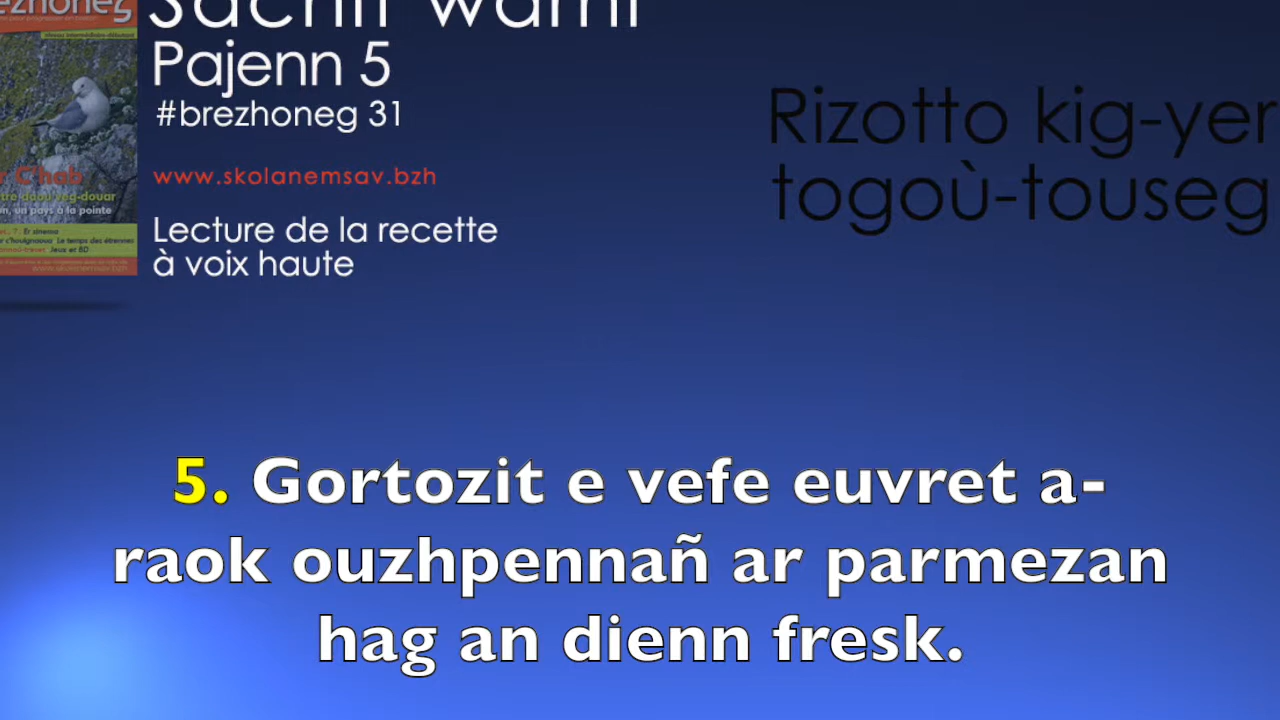 Pajenn 5
#brezhoneg 31
www.skolanemsav.bzh
Lecture de la recette
à voix haute
Rizotto kig-yer
togoù-touseg
5. Gortozit e vefe euvret a-
raok ouzhpennañ ar parmezan
hag an dienn fresk.